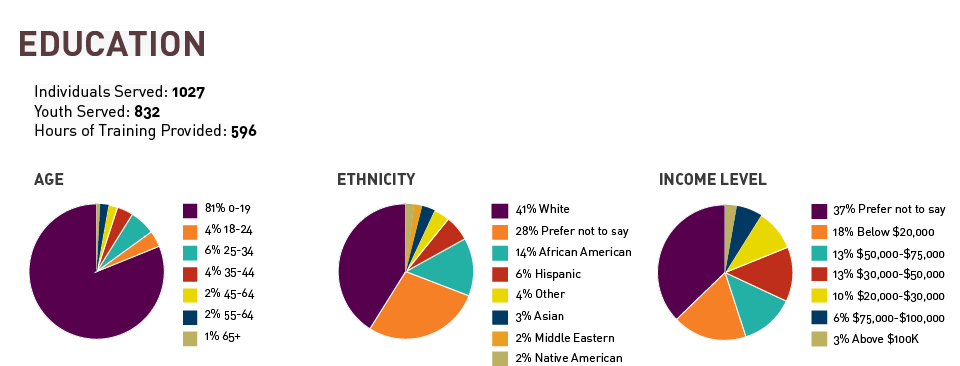 EDUCATION
Individuals Served: 1027
Youth Served: 832
Hours of Training Provided: 596
AGE
81% 0-19
4% 18-24
6% 25-34
4% 35-44
2% 45-64
2% 55-64
1% 65+
ETHNICITY
41% White
28% Prefer not to say
14% African American
6% Hispanic
4% Other
3% Asian
2% Middle Eastern
2% Native American
INCOME LEVEL
37% Prefer not to say
18% Below $20,000
13% $50,000-$75,000
13% $30,000-$50,000
10% $20,000-$30,000
6% $75,000-$100,000
3% Above $100K